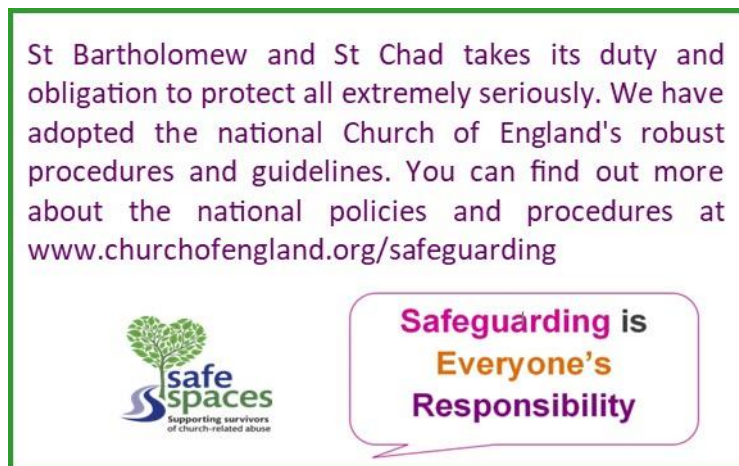 St Bartholomew and St Chad takes its duty and
obligation to protect all extremely seriously. We have
adopted the national Church of England's robust
procedures and guidelines. You can find out more
about the national policies and procedures at
www.churchofengland.org/safeguarding
safe
spaces
Supporting survivors
of church-related abuse
Safeguarding is
Everyone's
Responsibility